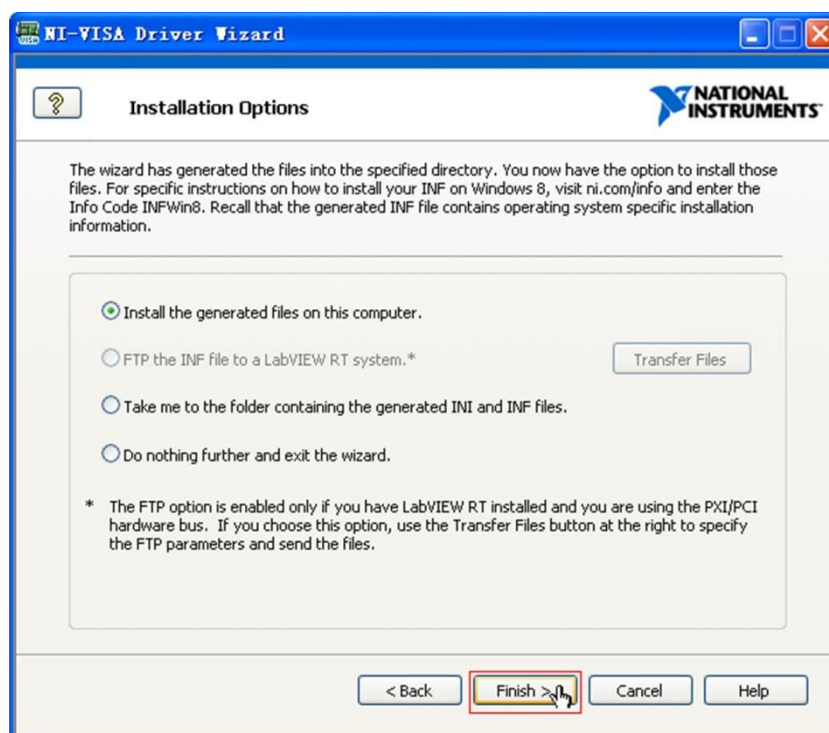 NI-VISA Driver Wizard
Installation Options
NATIONAL
INSTRUMENTS™
The wizard has generated the files into the specified directory. You now have the option to install those
files. For specific instructions on how to install your INF on Windows 8, visit ni.com/info and enter the
Info Code INFWin8. Recall that the generated INF file contains operating system specific installation
information.
Install the generated files on this computer.
FTP the INF file to a LabVIEW RT system.*
Transfer Files
Take me to the folder containing the generated INI and INF files.
Do nothing further and exit the wizard.
* The FTP option is enabled only if you have LabVIEW RT installed and you are using the PXI/PCI
hardware bus. If you choose this option, use the Transfer Files button at the right to specify
the FTP parameters and send the files.
< Back
Finish >
Cancel
Help